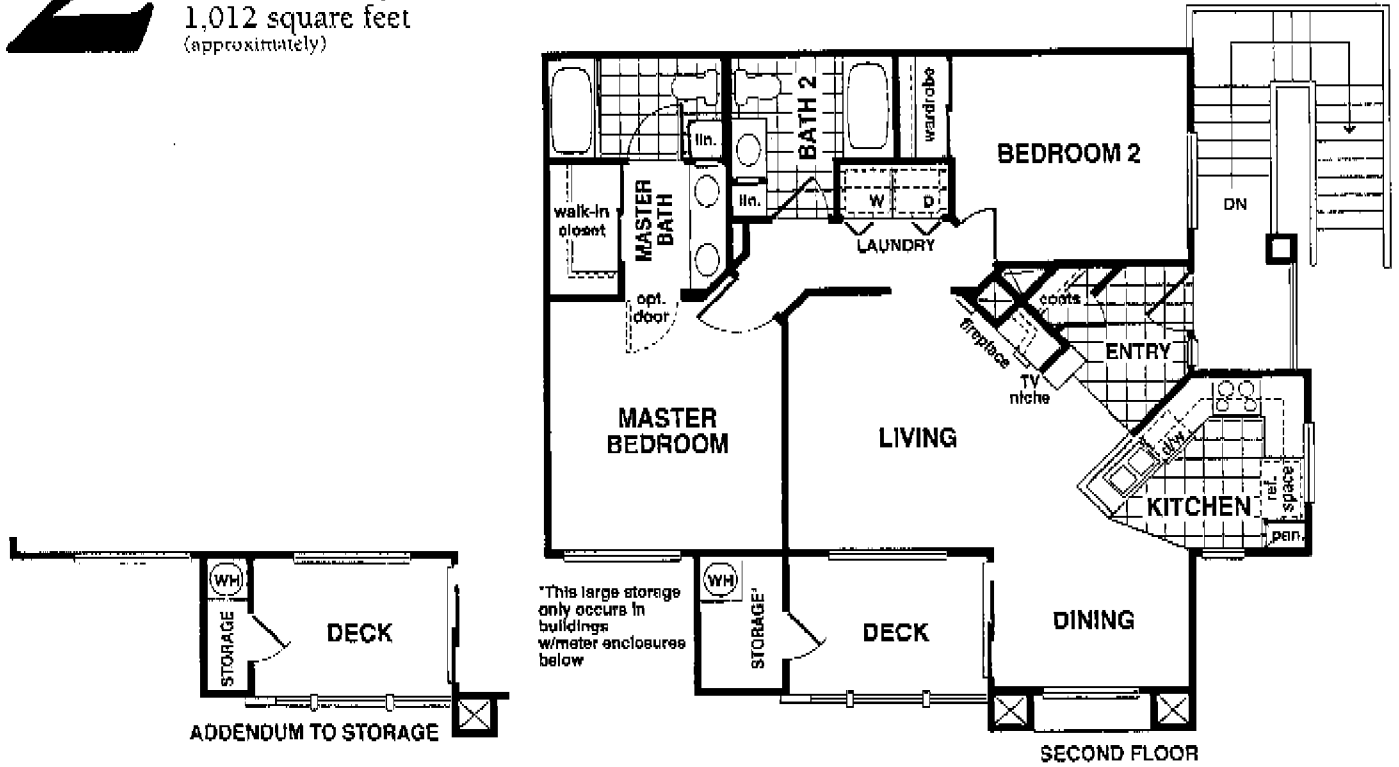 1,012 square feet
(approximately)
lin.
BATH 2
wardrobe
BEDROOM 2
walk-in
closet
MASTER
BATH
lin.
W
D
LAUNDRY
DN
opt.
door
coats
fireplace
ENTRY
TV
niche
MASTER
BEDROOM
LIVING
d/w
KITCHEN
ref.
space
pan.
WH
STORAGE
DECK
ADDENDUM TO STORAGE
*This large storage
only occurs in
buildings
w/meter enclosures
below
WH
STORAGE*
DECK
DINING
SECOND FLOOR